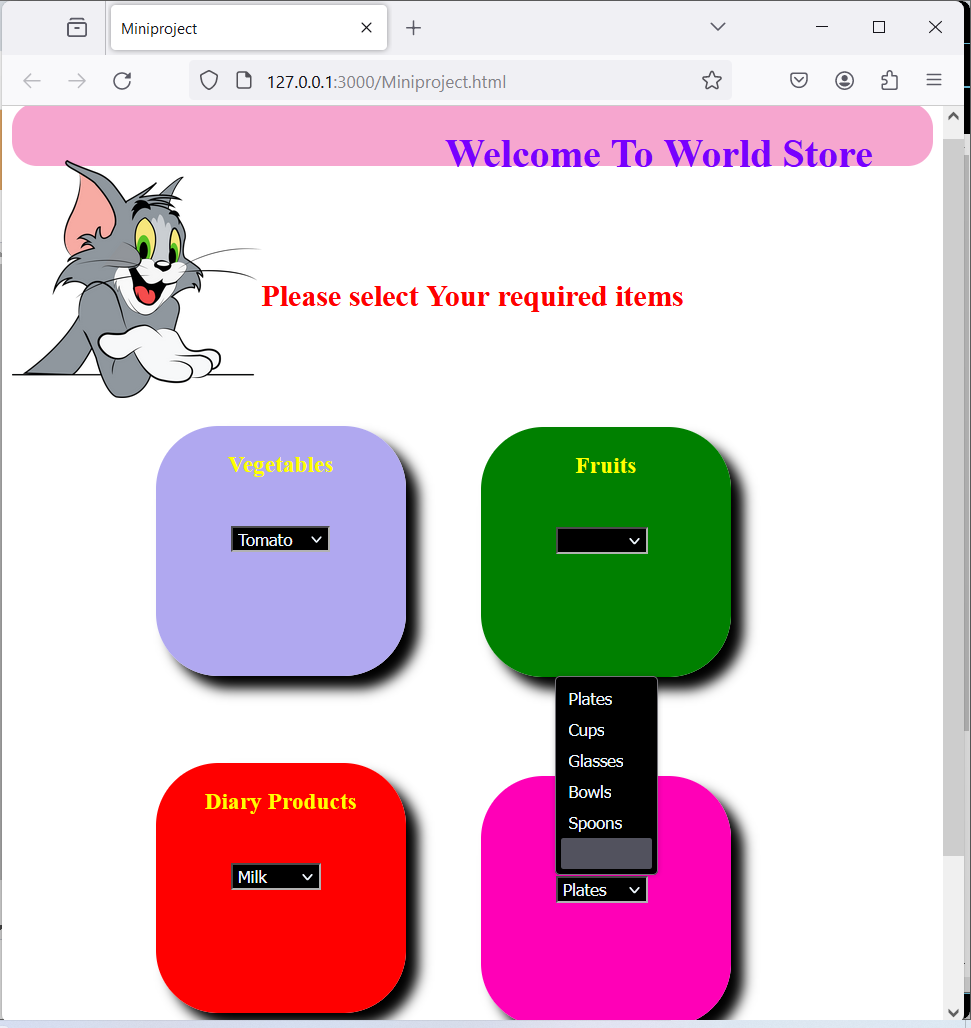 Miniproject
127.0.0.1:3000/Miniproject.html
Welcome To World Store
Please select Your required items
Vegetables
Fruits
Tomato
Plates
Cups
Glasses
Bowls
Spoons
Diary Products
Milk
Plates